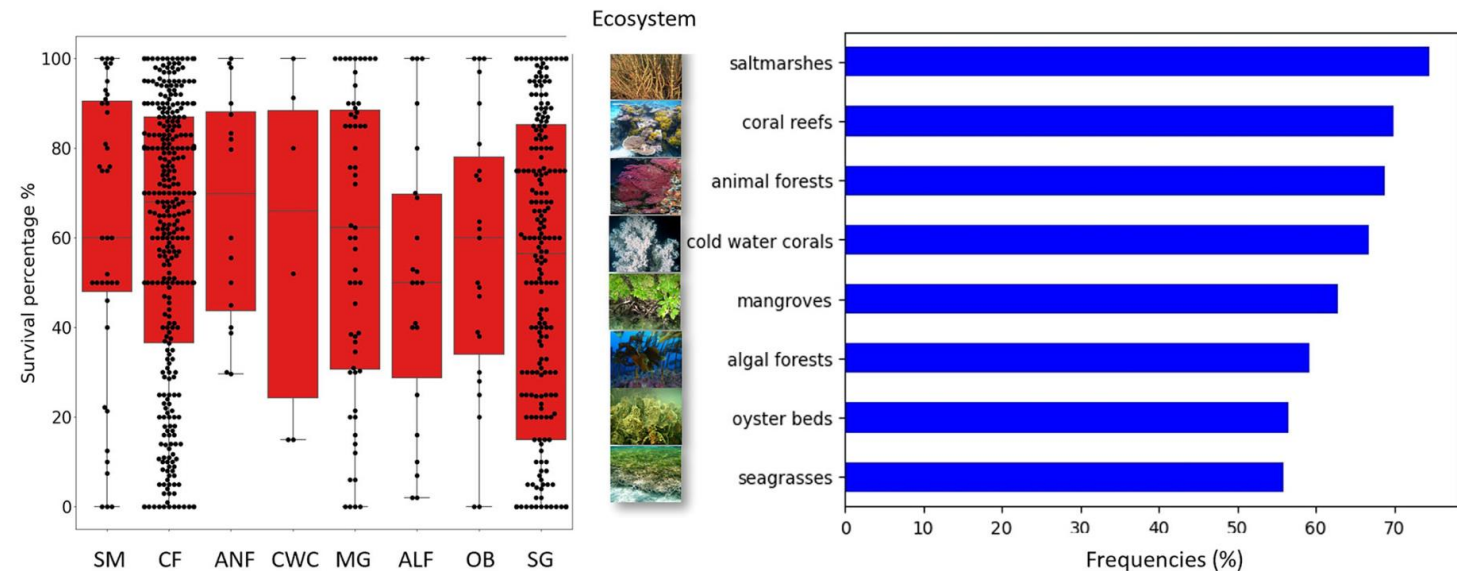 Ecosystem
Survival percentage %
100
80
60
40
20
0
SM CF ANF CWC MG ALF OB SG
saltmarshes
coral reefs
animal forests
cold water corals
mangroves
algal forests
oyster beds
seagrasses
0 10 20 30 40 50 60 70
Frequencies (%)